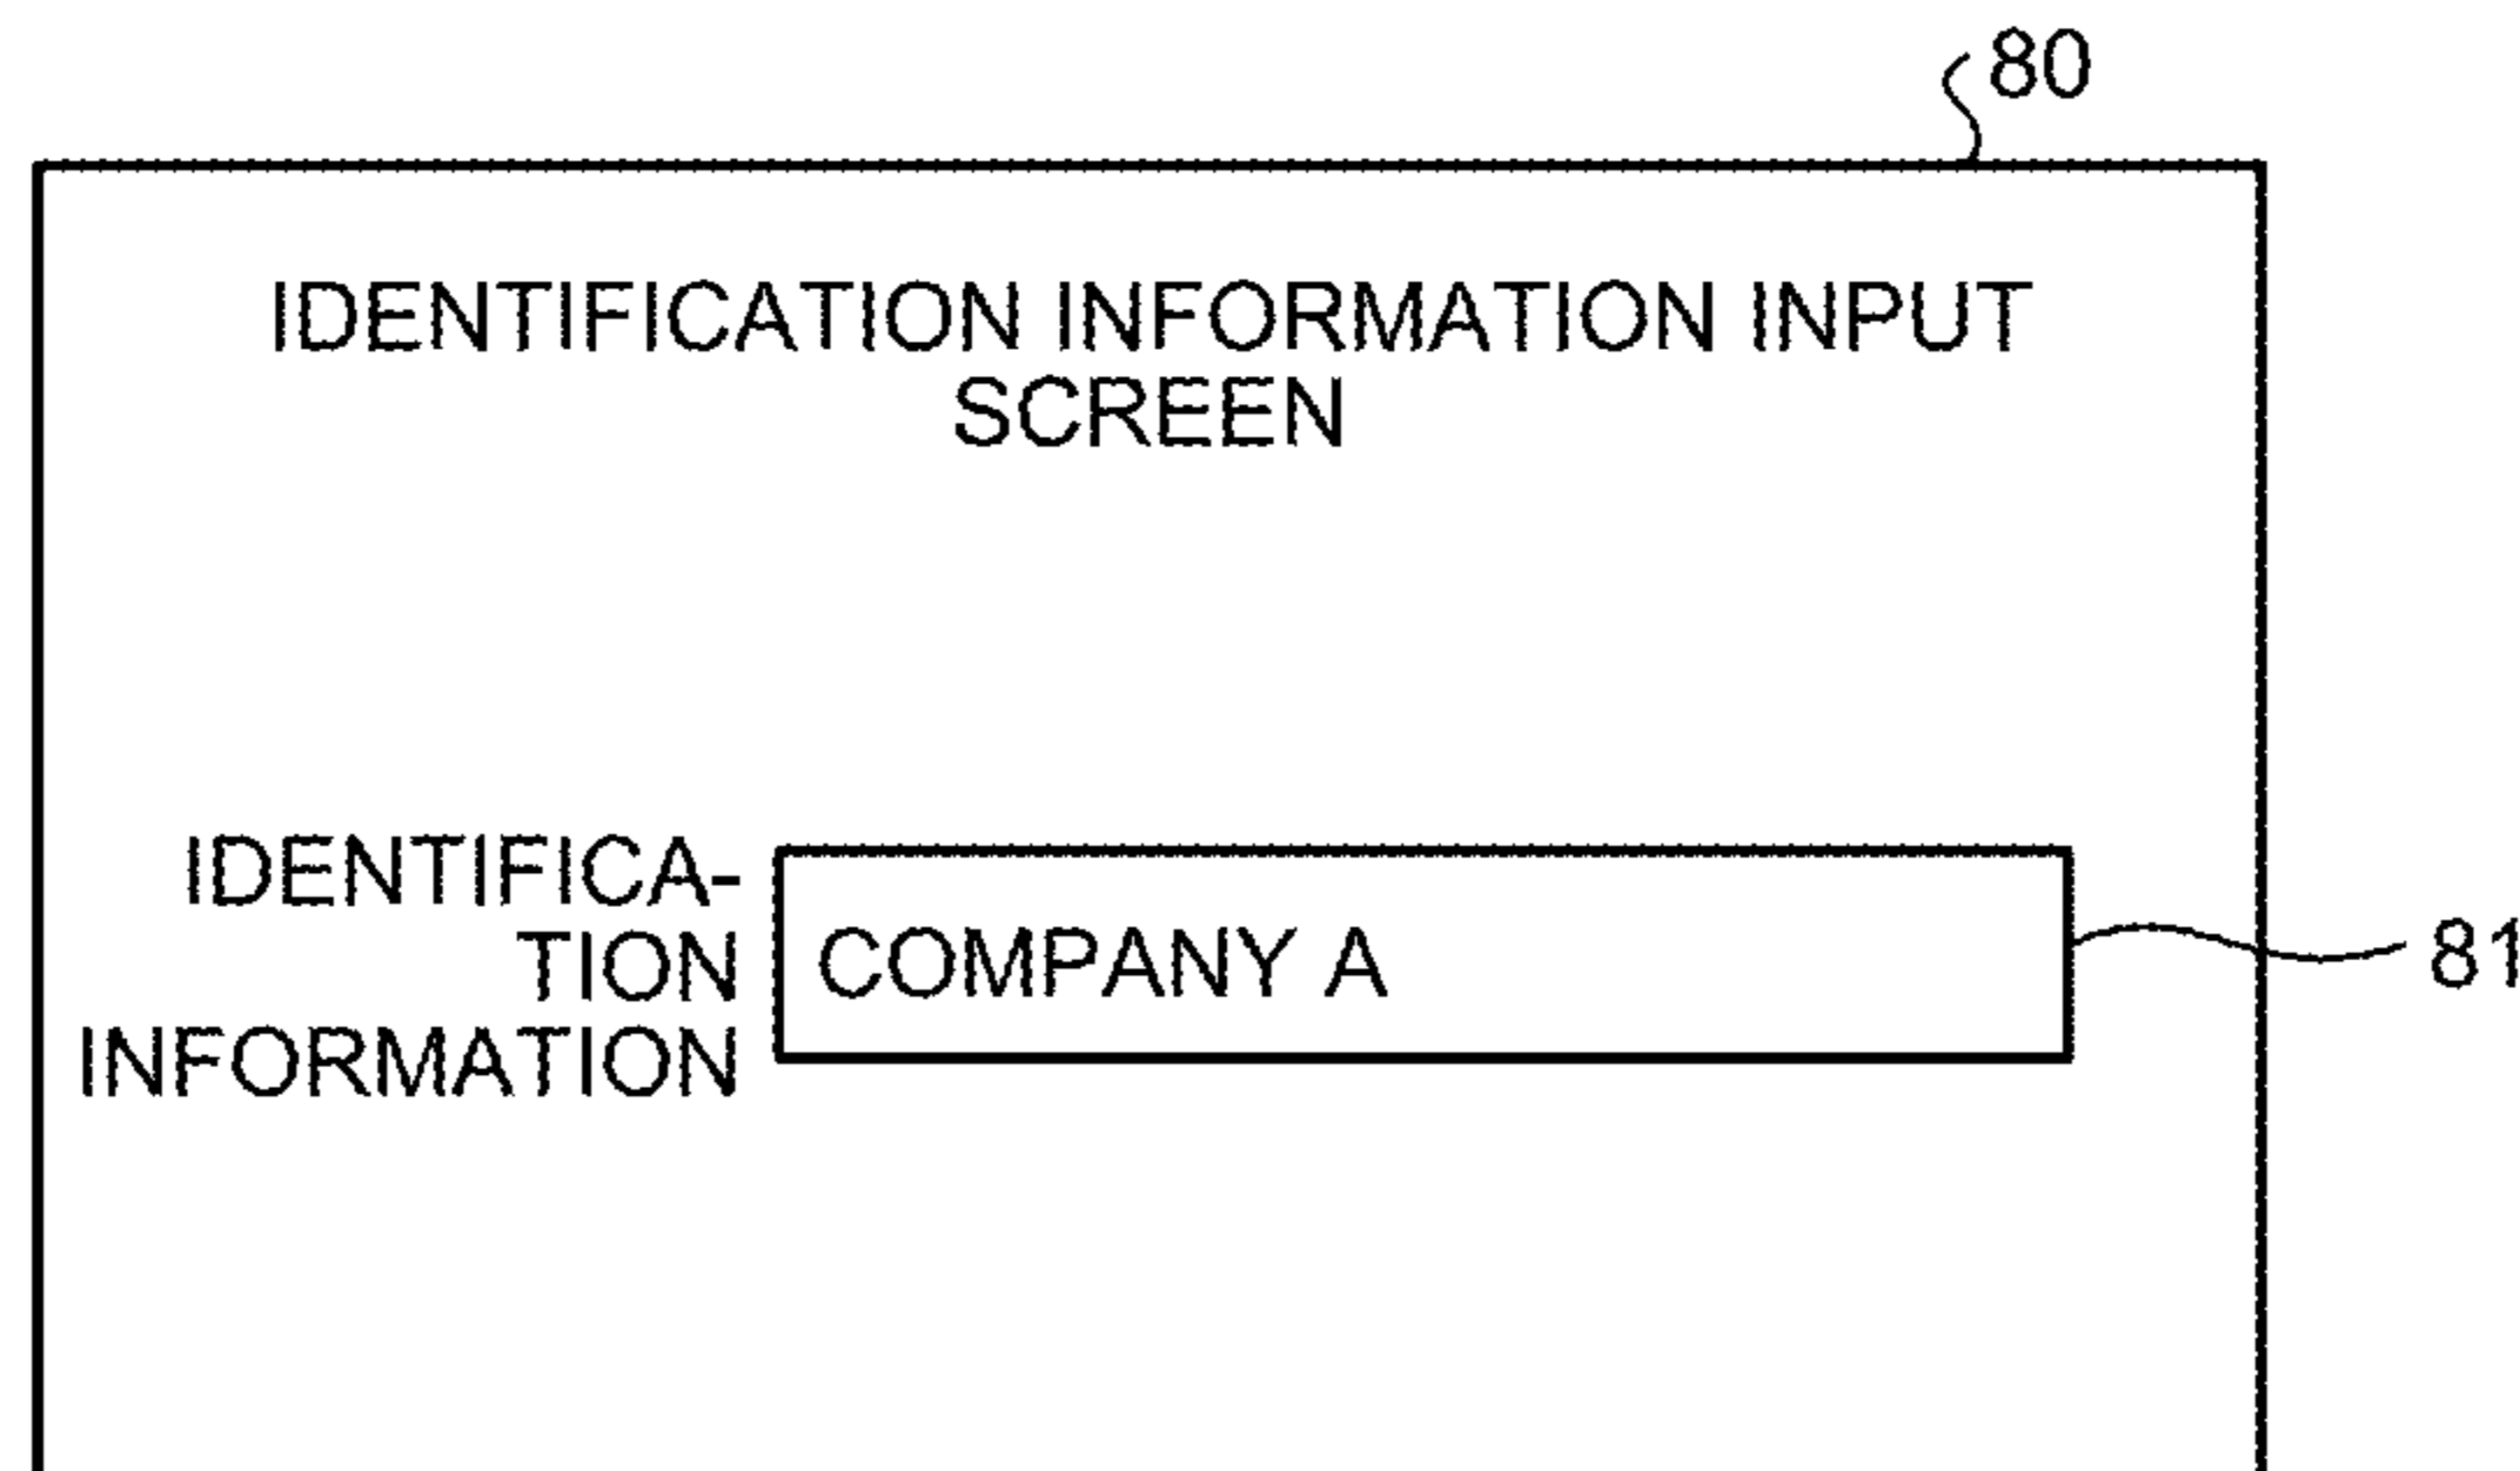 80
IDENTIFICATION INFORMATION INPUT
SCREEN
IDENTIFICA-
TION
INFORMATION
COMPANY A
81